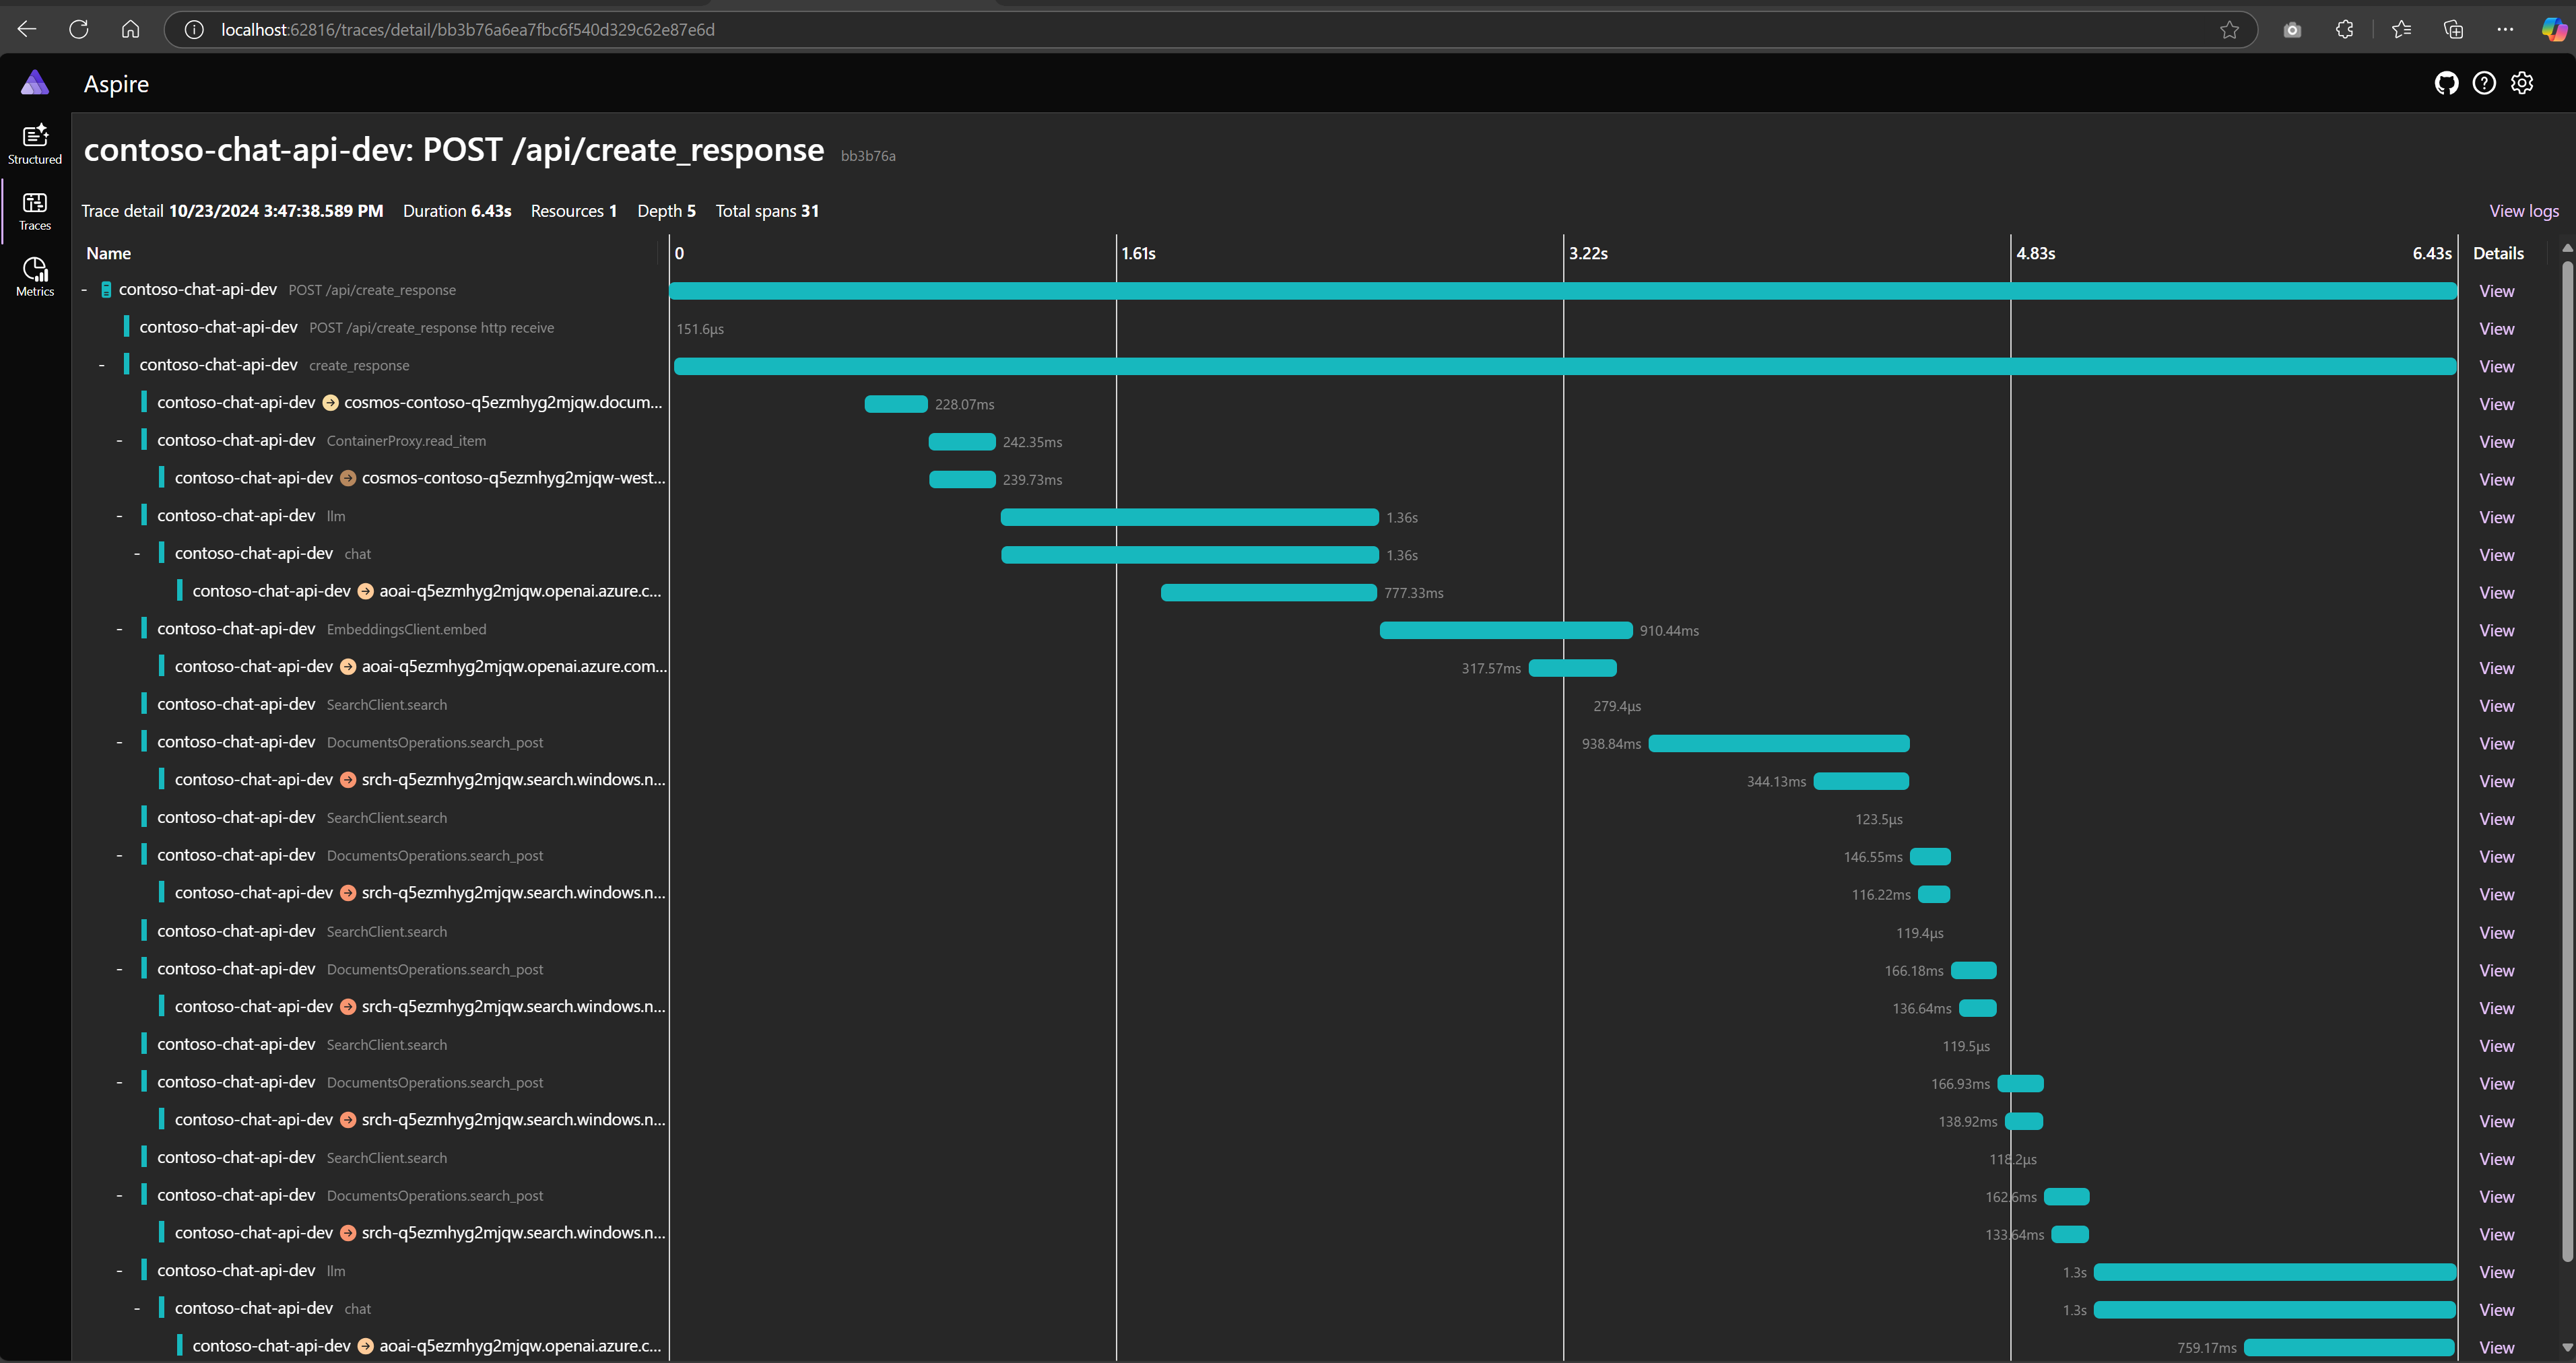 localhost:62816/traces/detail/bb3b76a6ea7fbc6f540d329c62e87e6d
Aspire
Structured
Traces
Metrics
contoso-chat-api-dev: POST /api/create_response bb3b76a
Trace detail 10/23/2024 3:47:38.589 PM Duration 6.43s Resources 1 Depth 5 Total spans 31 View logs
Name 0 1.61s 3.22s 4.83s 6.43s Details
- contoso-chat-api-dev POST /api/create_response View
contoso-chat-api-dev POST /api/create_response http receive 151.6µs View
- contoso-chat-api-dev create_response View
contoso-chat-api-dev cosmos-contoso-q5ezmhyg2mjqw.docum... 228.07ms View
- contoso-chat-api-dev ContainerProxy.read_item 242.35ms View
contoso-chat-api-dev cosmos-contoso-q5ezmhyg2mjqw-west... 239.73ms View
- contoso-chat-api-dev llm 1.36s View
- contoso-chat-api-dev chat 1.36s View
contoso-chat-api-dev aoai-q5ezmhyg2mjqw.openai.azure.c... 777.33ms View
- contoso-chat-api-dev EmbeddingsClient.embed 910.44ms View
contoso-chat-api-dev aoai-q5ezmhyg2mjqw.openai.azure.com... 317.57ms View
contoso-chat-api-dev SearchClient.search 279.4µs View
- contoso-chat-api-dev DocumentsOperations.search_post 938.84ms View
contoso-chat-api-dev srch-q5ezmhyg2mjqw.search.windows.n... 344.13ms View
contoso-chat-api-dev SearchClient.search 123.5µs View
- contoso-chat-api-dev DocumentsOperations.search_post 146.55ms View
contoso-chat-api-dev srch-q5ezmhyg2mjqw.search.windows.n... 116.22ms View
contoso-chat-api-dev SearchClient.search 119.4µs View
- contoso-chat-api-dev DocumentsOperations.search_post 166.18ms View
contoso-chat-api-dev srch-q5ezmhyg2mjqw.search.windows.n... 136.64ms View
contoso-chat-api-dev SearchClient.search 119.5µs View
- contoso-chat-api-dev DocumentsOperations.search_post 166.93ms View
contoso-chat-api-dev srch-q5ezmhyg2mjqw.search.windows.n... 138.92ms View
contoso-chat-api-dev SearchClient.search 118.2µs View
- contoso-chat-api-dev DocumentsOperations.search_post 162.6ms View
contoso-chat-api-dev srch-q5ezmhyg2mjqw.search.windows.n... 133.64ms View
- contoso-chat-api-dev llm 1.3s View
- contoso-chat-api-dev chat 1.3s View
contoso-chat-api-dev aoai-q5ezmhyg2mjqw.openai.azure.c... 759.17ms View